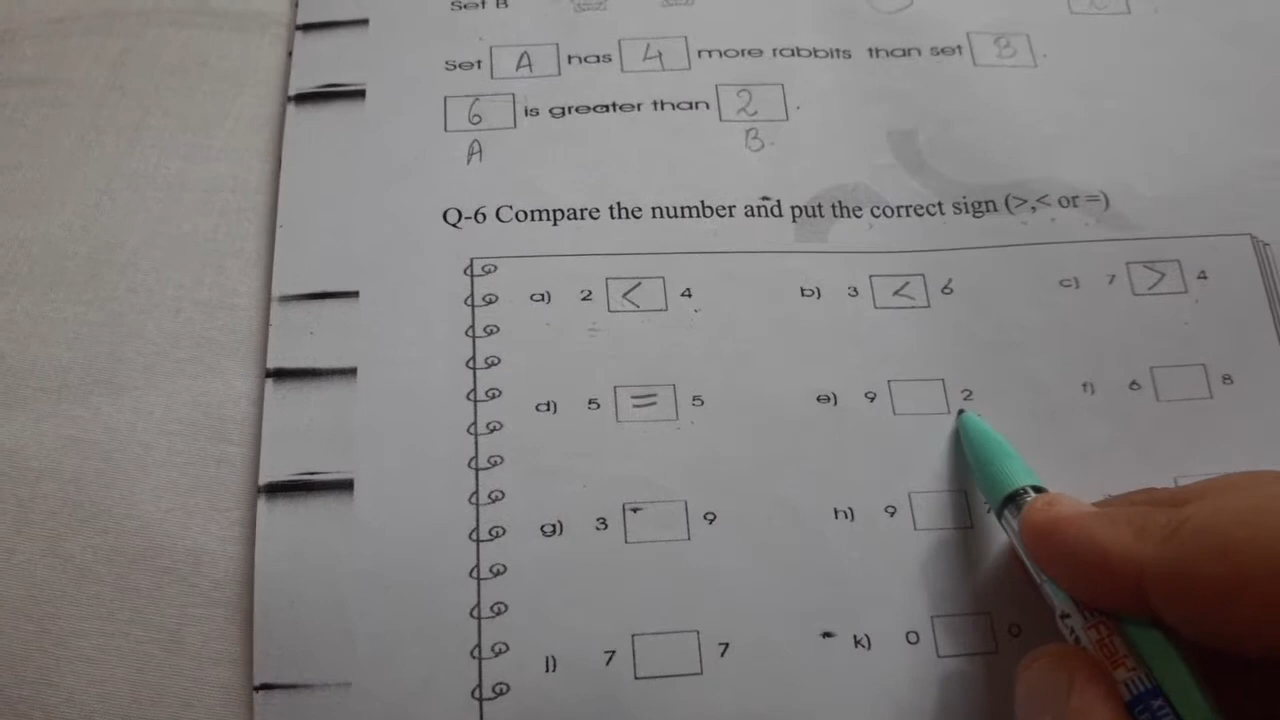 Set B
Set A has 4 more rabbits than set B.
6 is greater than 2.
A B.
Q-6 Compare the number and put the correct sign (>,< or =)
a) 2 < 4 b) 3 < 6 c) 7 > 4
d) 5 = 5 e) 9 2 f) 6 8
g) 3 9 h) 9
7 7 k) 0 0
Flair